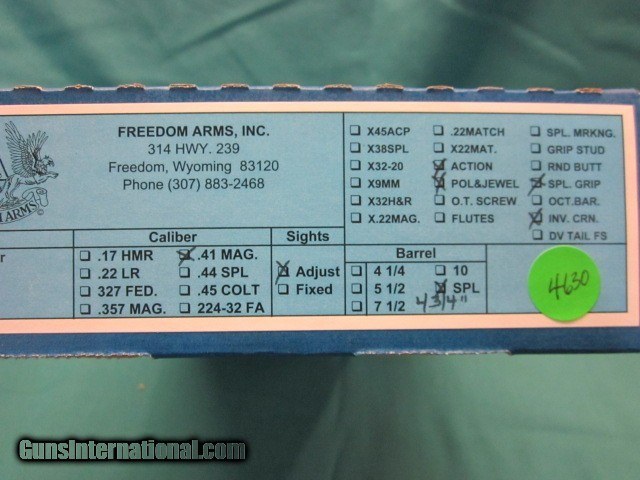 FREEDOM ARMS, INC.
314 HWY. 239
Freedom, Wyoming 83120
Phone (307) 883-2468
ARMS
X45ACP .22MATCH SPL. MRKNG.
X38SPL X22MAT. GRIP STUD
X32-20 ACTION RND BUTT
X9MM POL&JEWEL SPL. GRIP
X32H&R O.T. SCREW OCT.BAR.
X.22MAG. FLUTES INV. CRN.
DV TAIL FS
Caliber Sights Barrel
.17 HMR .41 MAG.
.22 LR .44 SPL
327 FED. .45 COLT
.357 MAG. 224-32 FA
Adjust
Fixed
4 1/4 10
5 1/2 SPL
7 1/2 4 3/4"
4630
GunsInternational.com